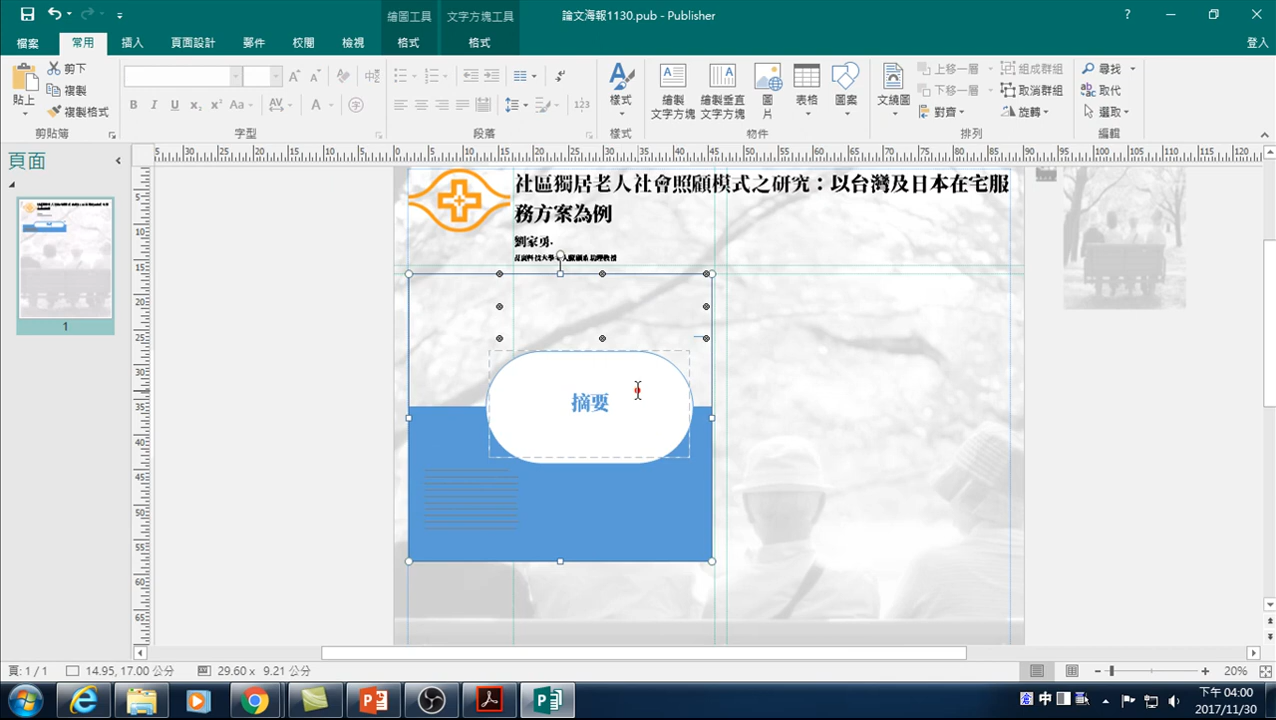 論文海報1130.pub - Publisher
繪圖工具
文字方塊工具
?
登入
檔案
常用
插入
頁面設計
郵件
校閱
檢視
格式
格式
貼上
剪下
複製
複製格式
剪貼簿
B I U x₂ x² Aa
AV
A
字型
123
段落
樣式
樣式
繪製
文字方塊
繪製垂直
文字方塊
圖
片
表格
圖案
物件
文繞圖
上移一層
下移一層
對齊
組成群組
取消群組
旋轉
排列
尋找
取代
選取
編輯
頁面
1
社區獨居老人社會照顧模式之研究：以台灣及日本在宅服
務方案為例
摘要
頁: 1 / 1
14.95, 17.00 公分
29.60 x 9.21 公分
20%
中
下午 04:00
2017/11/30